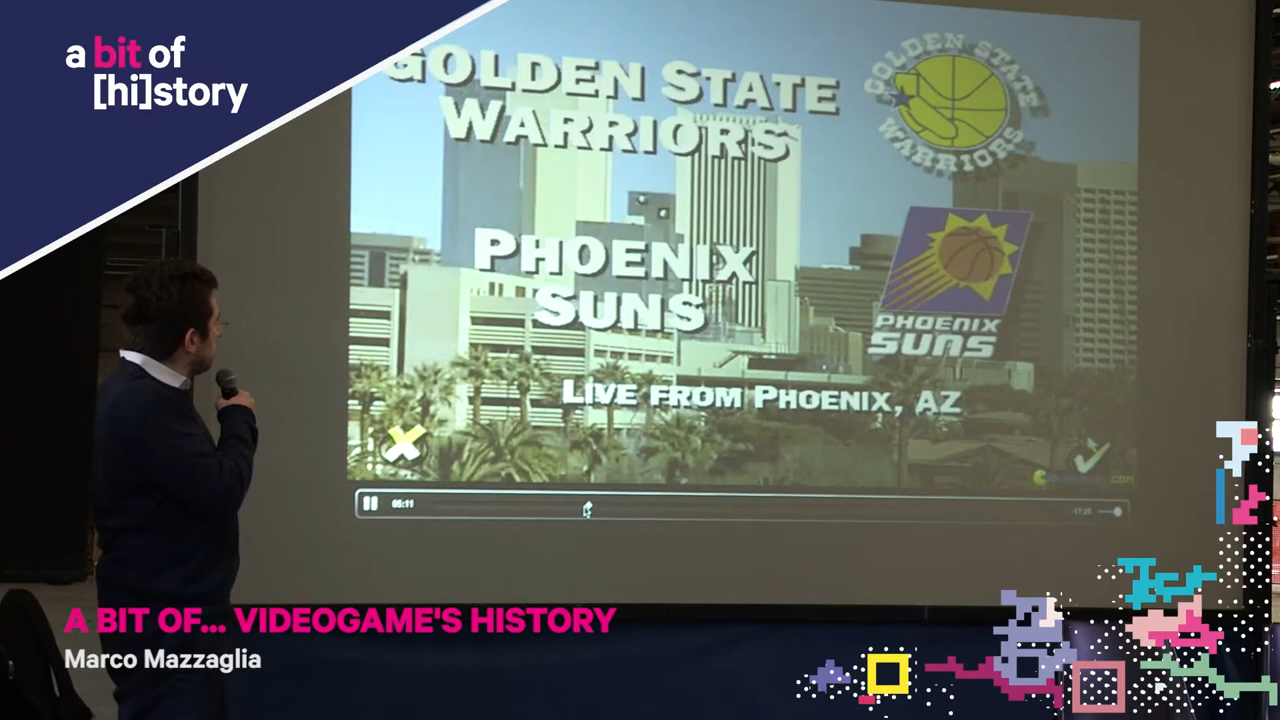 a bit of
[hi]story
GOLDEN STATE
WARRIORS
GOLDEN STATE
WARRIORS
PHOENIX
SUNS
PHOENIX
SUNS
LIVE FROM PHOENIX, AZ
.com
05:11
A BIT OF... VIDEOGAME'S HISTORY
Marco Mazzaglia